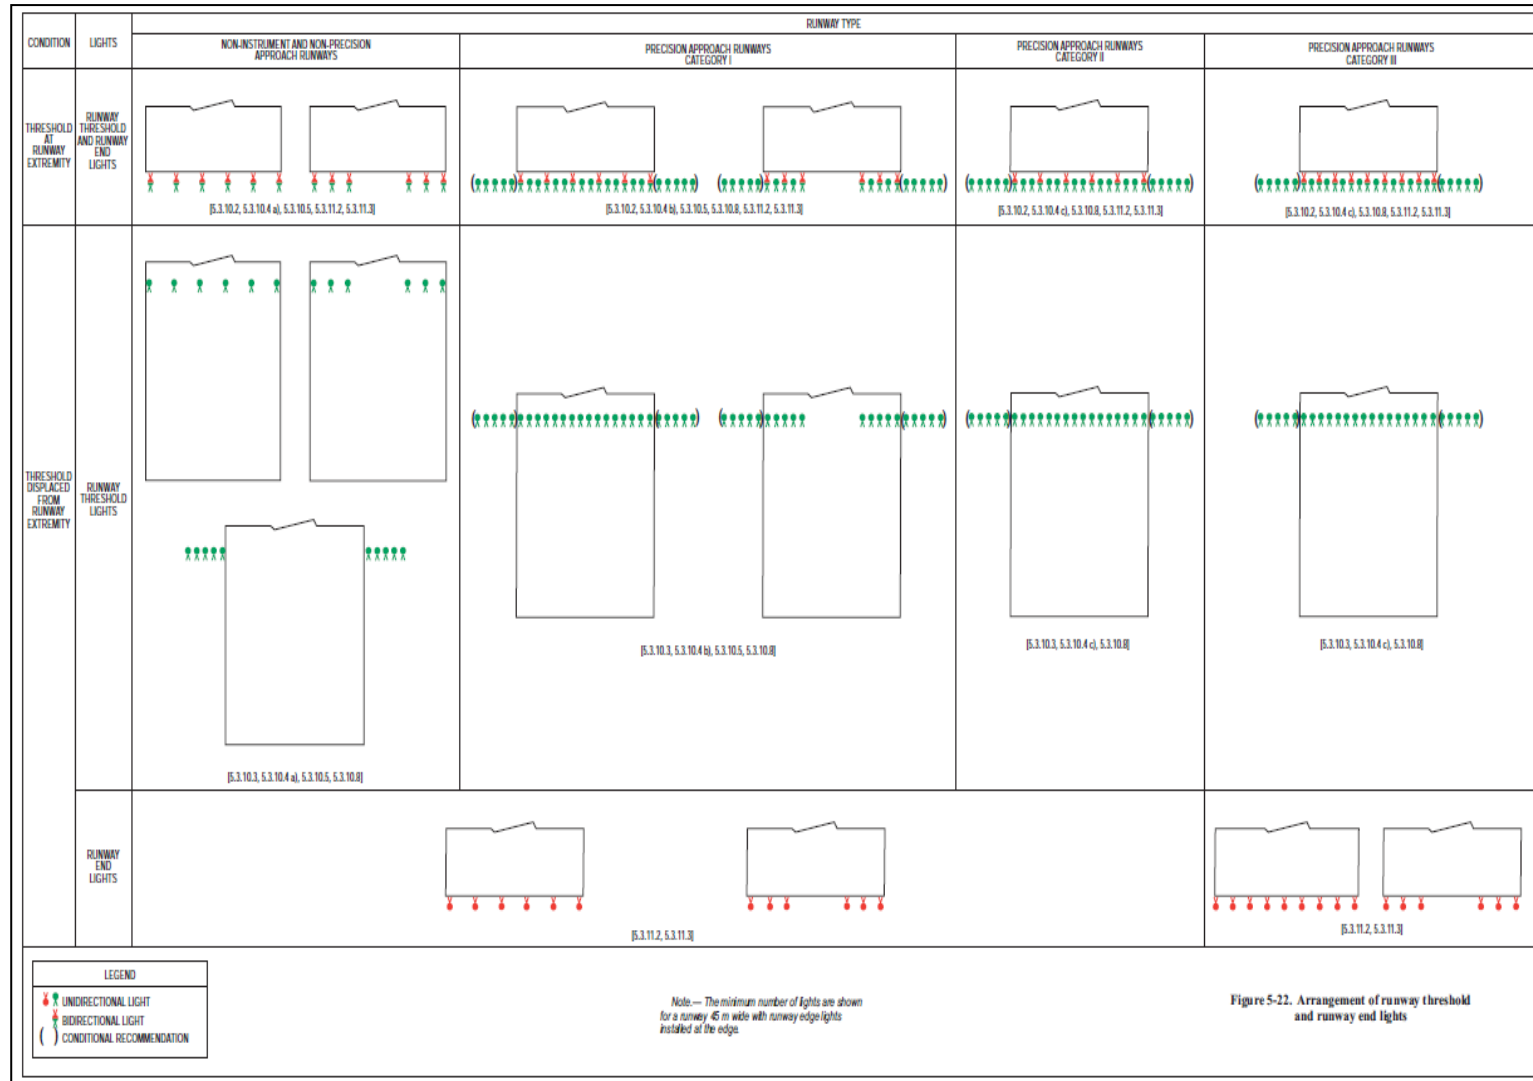 RUNWAY TYPE
CONDITION
LIGHTS
NON-INSTRUMENT AND NON-PRECISION
APPROACH RUNWAYS
PRECISION APPROACH RUNWAYS
CATEGORY I
PRECISION APPROACH RUNWAYS
CATEGORY II
PRECISION APPROACH RUNWAYS
CATEGORY III
THRESHOLD
AT
RUNWAY
EXTREMITY
RUNWAY
THRESHOLD
AND RUNWAY
END
LIGHTS
[5.3.10.2, 5.3.10.4 a), 5.3.10.5, 5.3.11.2, 5.3.11.3]
[5.3.10.2, 5.3.10.4 b), 5.3.10.5, 5.3.10.8, 5.3.11.2, 5.3.11.3]
[5.3.10.2, 5.3.10.4 c), 5.3.10.8, 5.3.11.2, 5.3.11.3]
[5.3.10.2, 5.3.10.4 c), 5.3.10.8, 5.3.11.2, 5.3.11.3]
THRESHOLD
DISPLACED
FROM
RUNWAY
EXTREMITY
RUNWAY
THRESHOLD
LIGHTS
[5.3.10.3, 5.3.10.4 a), 5.3.10.5, 5.3.10.8]
[5.3.10.3, 5.3.10.4 b), 5.3.10.5, 5.3.10.8]
[5.3.10.3, 5.3.10.4 c), 5.3.10.8]
[5.3.10.3, 5.3.10.4 c), 5.3.10.8]
RUNWAY
END
LIGHTS
[5.3.11.2, 5.3.11.3]
[5.3.11.2, 5.3.11.3]
LEGEND
UNIDIRECTIONAL LIGHT
BIDIRECTIONAL LIGHT
( ) CONDITIONAL RECOMMENDATION
Note.— The minimum number of lights are shown
for a runway 45 m wide with runway edge lights
installed at the edge.
Figure 5-22. Arrangement of runway threshold
and runway end lights